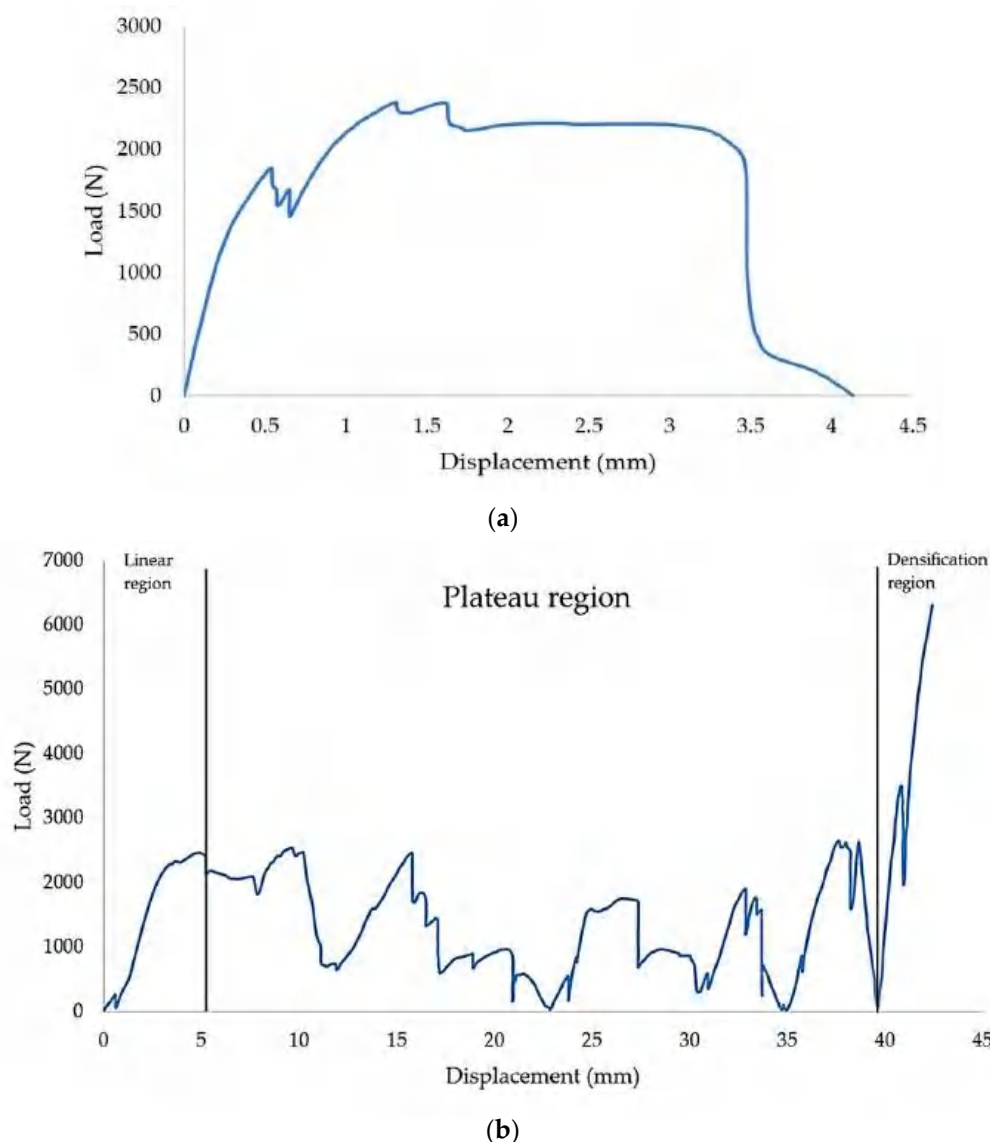 3000
2500
2000
1500
1000
500
0
Load (N)
0 0.5 1 1.5 2 2.5 3 3.5 4 4.5
Displacement (mm)
(a)
7000
6000
5000
4000
3000
2000
1000
0
Load (N)
Linear
region
Plateau region
Densification
region
0 5 10 15 20 25 30 35 40 45
Displacement (mm)
(b)